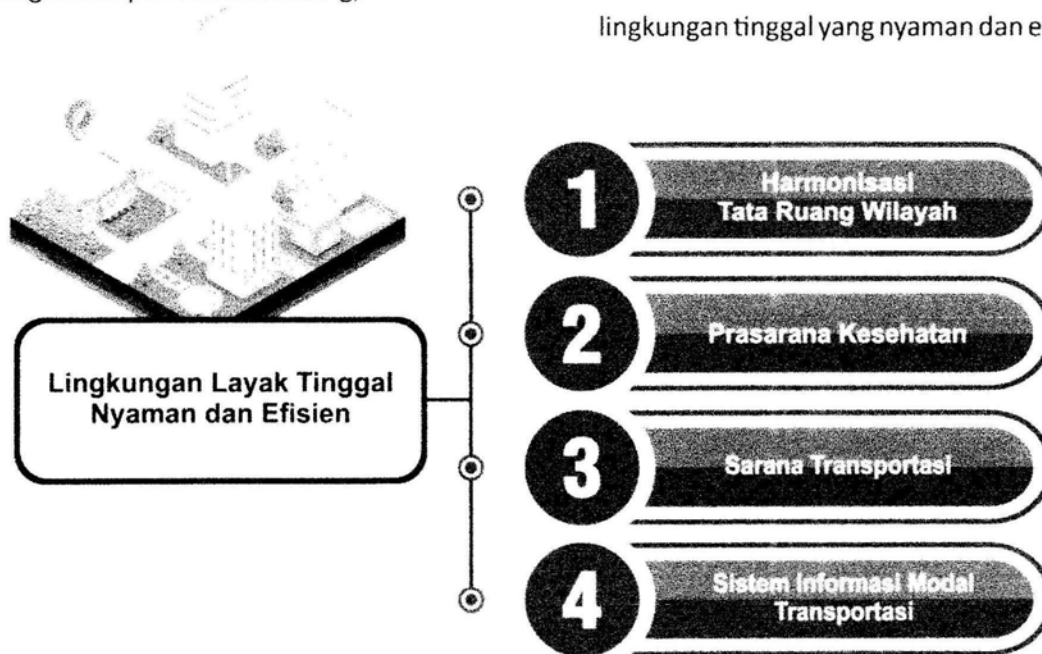 lingkungan tinggal yang nyaman dan e
Lingkungan Layak Tinggal
Nyaman dan Efisien
1
Harmonisasi
Tata Ruang Wilayah
2
Prasarana Kesehatan
3
Sarana Transportasi
4
Sistem Informasi Modal
Transportasi